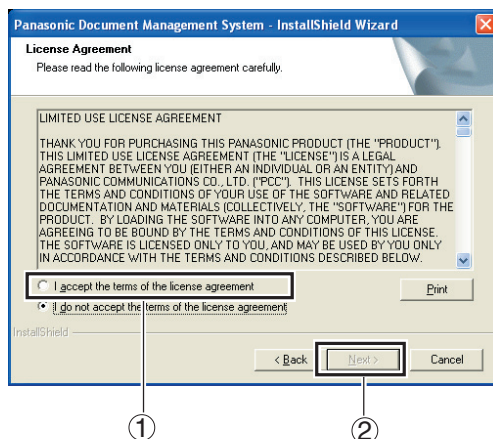 Panasonic Document Management System - InstallShield Wizard
License Agreement
Please read the following license agreement carefully.
LIMITED USE LICENSE AGREEMENT
THANK YOU FOR PURCHASING THIS PANASONIC PRODUCT (THE "PRODUCT").
THIS LIMITED USE LICENSE AGREEMENT (THE "LICENSE") IS A LEGAL
AGREEMENT BETWEEN YOU (EITHER AN INDIVIDUAL OR AN ENTITY) AND
PANASONIC COMMUNICATIONS CO., LTD. ("PCC"). THIS LICENSE SETS FORTH
THE TERMS AND CONDITIONS OF YOUR USE OF THE SOFTWARE AND RELATED
DOCUMENTATION AND MATERIALS (COLLECTIVELY, THE "SOFTWARE") FOR THE
PRODUCT. BY LOADING THE SOFTWARE INTO ANY COMPUTER, YOU ARE
AGREEING TO BE BOUND BY THE TERMS AND CONDITIONS OF THIS LICENSE.
THE SOFTWARE IS LICENSED ONLY TO YOU, AND MAY BE USED BY YOU ONLY
IN ACCORDANCE WITH THE TERMS AND CONDITIONS DESCRIBED BELOW.
I accept the terms of the license agreement
Print
I do not accept the terms of the license agreement
InstallShield
< Back Next > Cancel
① ②